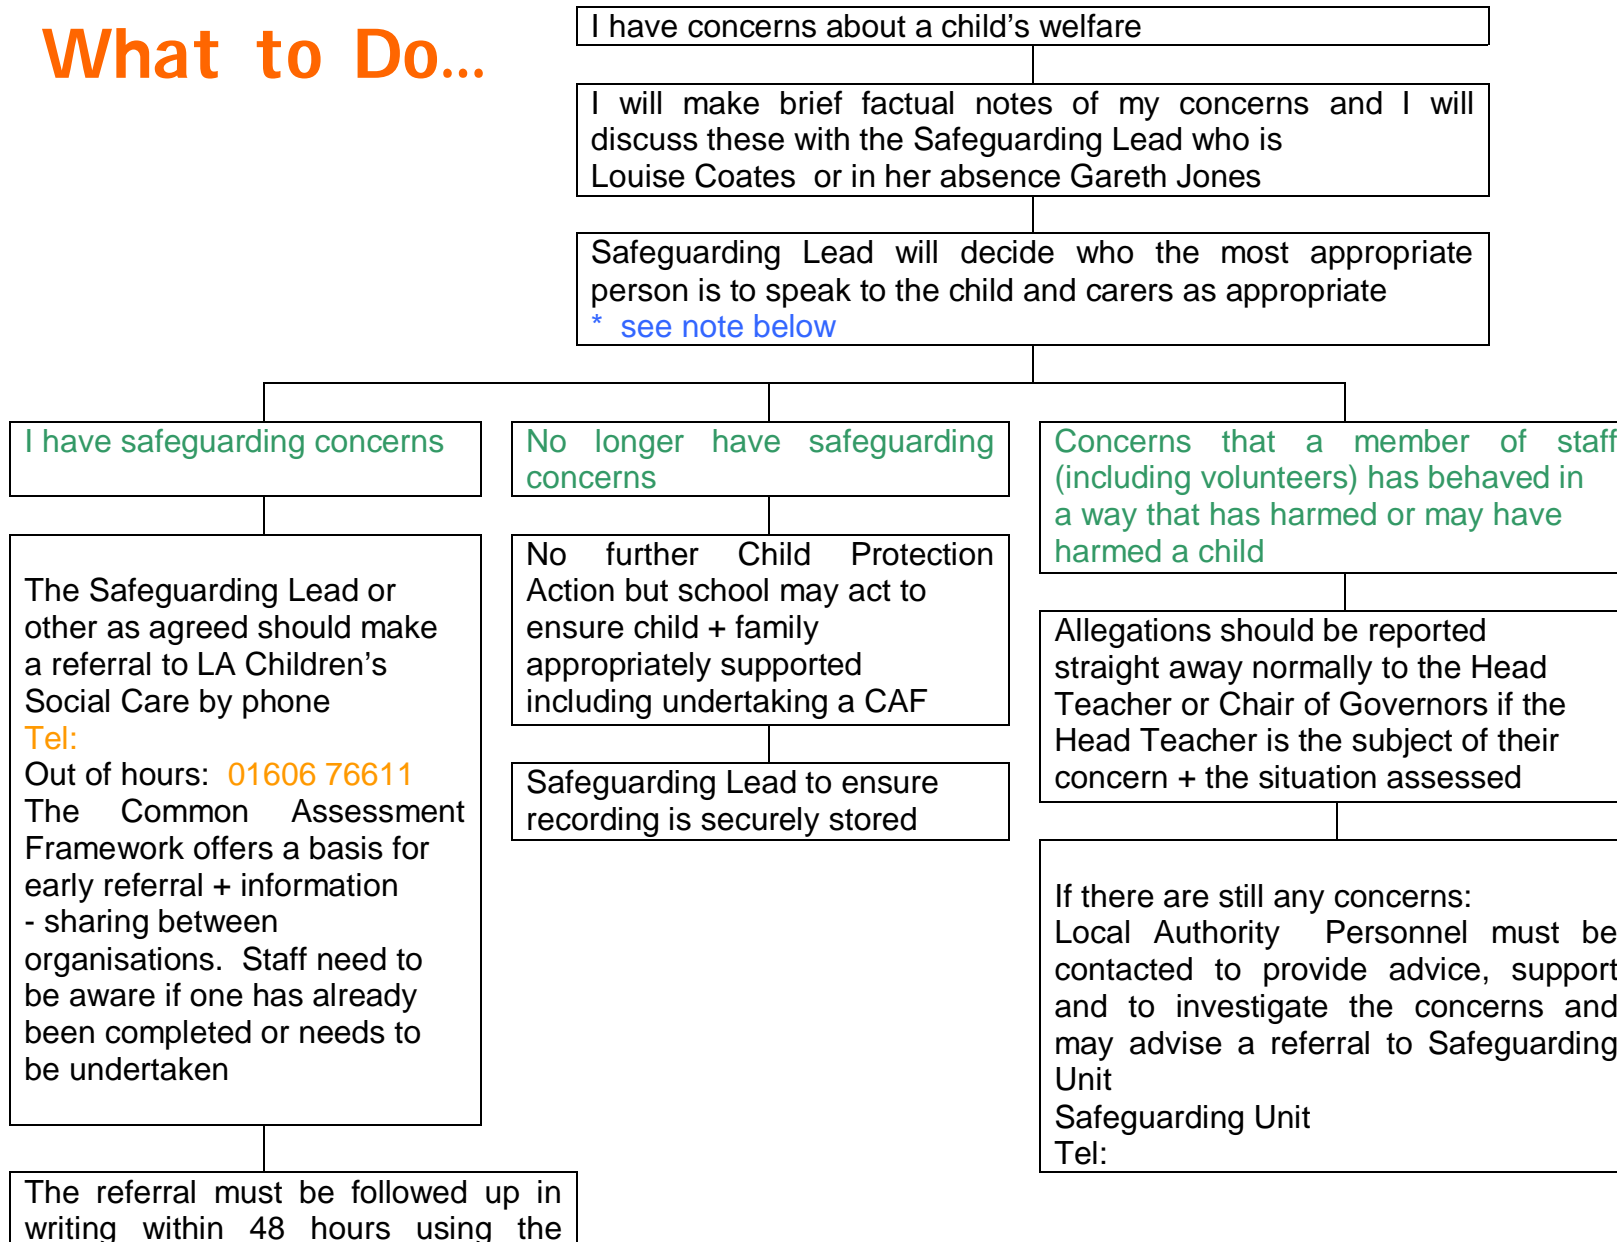 What to Do...
I have concerns about a child's welfare
I will make brief factual notes of my concerns and I will
discuss these with the Safeguarding Lead who is
Louise Coates or in her absence Gareth Jones
Safeguarding Lead will decide who the most appropriate
person is to speak to the child and carers as appropriate
* see note below
I have safeguarding concerns
The Safeguarding Lead or
other as agreed should make
a referral to LA Children's
Social Care by phone
Tel:
Out of hours: 01606 76611
The Common Assessment
Framework offers a basis for
early referral + information
- sharing between
organisations. Staff need to
be aware if one has already
been completed or needs to
be undertaken
The referral must be followed up in
writing within 48 hours using the
No longer have safeguarding
concerns
No further Child Protection
Action but school may act to
ensure child + family
appropriately supported
including undertaking a CAF
Safeguarding Lead to ensure
recording is securely stored
Concerns that a member of staff
(including volunteers) has behaved in
a way that has harmed or may have
harmed a child
Allegations should be reported
straight away normally to the Head
Teacher or Chair of Governors if the
Head Teacher is the subject of their
concern + the situation assessed
If there are still any concerns:
Local Authority Personnel must be
contacted to provide advice, support
and to investigate the concerns and
may advise a referral to Safeguarding
Unit
Safeguarding Unit
Tel: